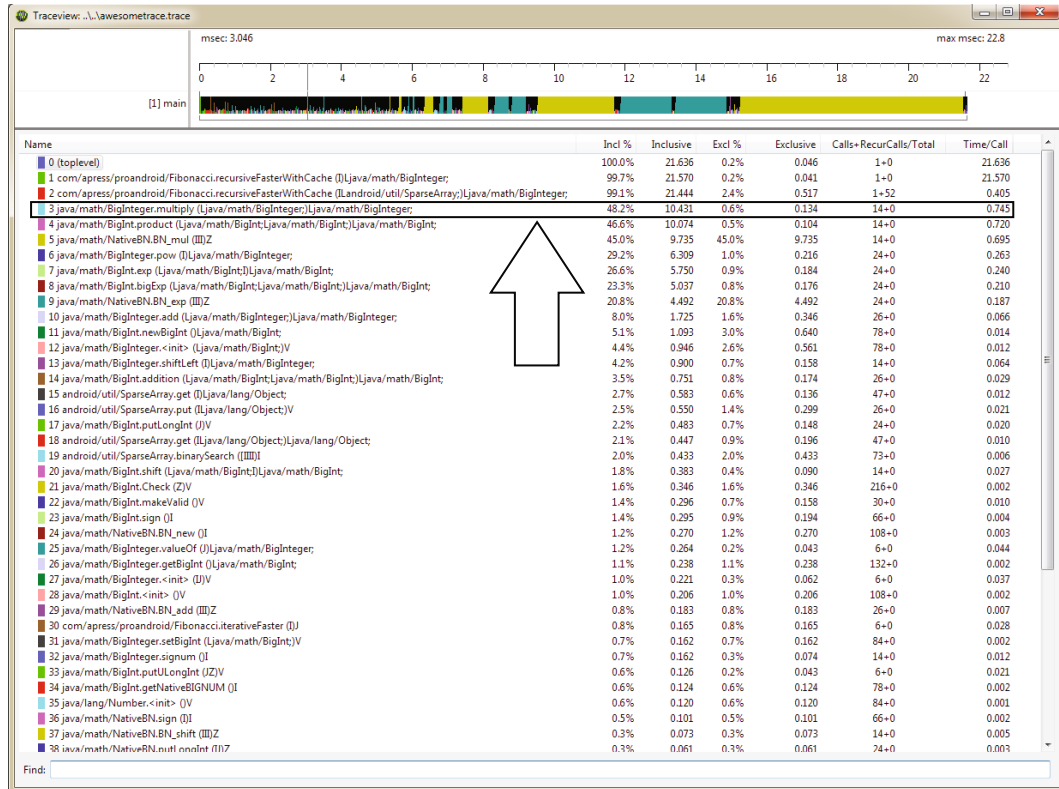 Traceview: ..\..\awesometrace.trace
msec: 3.046 max msec: 22.8
0 2 4 6 8 10 12 14 16 18 20 22
[1] main
Name Incl % Inclusive Excl % Exclusive Calls+RecurCalls/Total Time/Call
0 (toplevel) 100.0% 21.636 0.2% 0.046 1+0 21.636
1 com/apress/proandroid/Fibonacci.recursiveFasterWithCache (I)Ljava/math/BigInteger; 99.7% 21.570 0.2% 0.041 1+0 21.570
2 com/apress/proandroid/Fibonacci.recursiveFasterWithCache (ILandroid/util/SparseArray;)Ljava/math/BigInteger; 99.1% 21.444 2.4% 0.517 1+52 0.405
3 java/math/BigInteger.multiply (Ljava/math/BigInteger;)Ljava/math/BigInteger; 48.2% 10.431 0.6% 0.134 14+0 0.745
4 java/math/BigInt.product (Ljava/math/BigInt;Ljava/math/BigInt;)Ljava/math/BigInt; 46.6% 10.074 0.5% 0.104 14+0 0.720
5 java/math/NativeBN.BN_mul (III)Z 45.0% 9.735 45.0% 9.735 14+0 0.695
6 java/math/BigInteger.pow (I)Ljava/math/BigInteger; 29.2% 6.309 1.0% 0.216 24+0 0.263
7 java/math/BigInt.exp (Ljava/math/BigInt;I)Ljava/math/BigInt; 26.6% 5.750 0.9% 0.184 24+0 0.240
8 java/math/BigInt.bigExp (Ljava/math/BigInt;Ljava/math/BigInt;)Ljava/math/BigInt; 23.3% 5.037 0.8% 0.176 24+0 0.210
9 java/math/NativeBN.BN_exp (III)Z 20.8% 4.492 20.8% 4.492 24+0 0.187
10 java/math/BigInteger.add (Ljava/math/BigInteger;)Ljava/math/BigInteger; 8.0% 1.725 1.6% 0.346 26+0 0.066
11 java/math/BigInt.newBigInt ()Ljava/math/BigInt; 5.1% 1.093 3.0% 0.640 78+0 0.014
12 java/math/BigInteger.<init> (Ljava/math/BigInt;)V 4.4% 0.946 2.6% 0.561 78+0 0.012
13 java/math/BigInteger.shiftLeft (I)Ljava/math/BigInteger; 4.2% 0.900 0.7% 0.158 14+0 0.064
14 java/math/BigInt.addition (Ljava/math/BigInt;Ljava/math/BigInt;)Ljava/math/BigInt; 3.5% 0.751 0.8% 0.174 26+0 0.029
15 android/util/SparseArray.get (I)Ljava/lang/Object; 2.7% 0.583 0.6% 0.136 47+0 0.012
16 android/util/SparseArray.put (ILjava/lang/Object;)V 2.5% 0.550 1.4% 0.299 26+0 0.021
17 java/math/BigInt.putLongInt (J)V 2.2% 0.483 0.7% 0.148 24+0 0.020
18 android/util/SparseArray.get (ILjava/lang/Object;)Ljava/lang/Object; 2.1% 0.447 0.9% 0.196 47+0 0.010
19 android/util/SparseArray.binarySearch ([IIII)I 2.0% 0.433 2.0% 0.433 73+0 0.006
20 java/math/BigInt.shift (Ljava/math/BigInt;I)Ljava/math/BigInt; 1.8% 0.383 0.4% 0.090 14+0 0.027
21 java/math/BigInt.Check (Z)V 1.6% 0.346 1.6% 0.346 216+0 0.002
22 java/math/BigInt.makeValid ()V 1.4% 0.296 0.7% 0.158 30+0 0.010
23 java/math/BigInt.sign ()I 1.4% 0.295 0.9% 0.194 66+0 0.004
24 java/math/NativeBN.BN_new ()I 1.2% 0.270 1.2% 0.270 108+0 0.003
25 java/math/BigInteger.valueOf (J)Ljava/math/BigInteger; 1.2% 0.264 0.2% 0.043 6+0 0.044
26 java/math/BigInteger.getBigInt ()Ljava/math/BigInt; 1.1% 0.238 1.1% 0.238 132+0 0.002
27 java/math/BigInteger.<init> (IJ)V 1.0% 0.221 0.3% 0.062 6+0 0.037
28 java/math/BigInt.<init> ()V 1.0% 0.206 1.0% 0.206 108+0 0.002
29 java/math/NativeBN.BN_add (III)Z 0.8% 0.183 0.8% 0.183 26+0 0.007
30 com/apress/proandroid/Fibonacci.iterativeFaster (I)J 0.8% 0.165 0.8% 0.165 6+0 0.028
31 java/math/BigInteger.setBigInt (Ljava/math/BigInt;)V 0.7% 0.162 0.7% 0.162 84+0 0.002
32 java/math/BigInteger.signum ()I 0.7% 0.162 0.3% 0.074 14+0 0.012
33 java/math/BigInt.putULongInt (JZ)V 0.6% 0.126 0.2% 0.043 6+0 0.021
34 java/math/BigInt.getNativeBIGNUM ()I 0.6% 0.124 0.6% 0.124 78+0 0.002
35 java/lang/Number.<init> ()V 0.6% 0.120 0.6% 0.120 84+0 0.001
36 java/math/NativeBN.sign (I)I 0.5% 0.101 0.5% 0.101 66+0 0.002
37 java/math/NativeBN.BN_shift (III)Z 0.3% 0.073 0.3% 0.073 14+0 0.005
38 java/math/NativeBN.putLongInt (IJ)Z 0.3% 0.061 0.3% 0.061 24+0 0.003
Find: